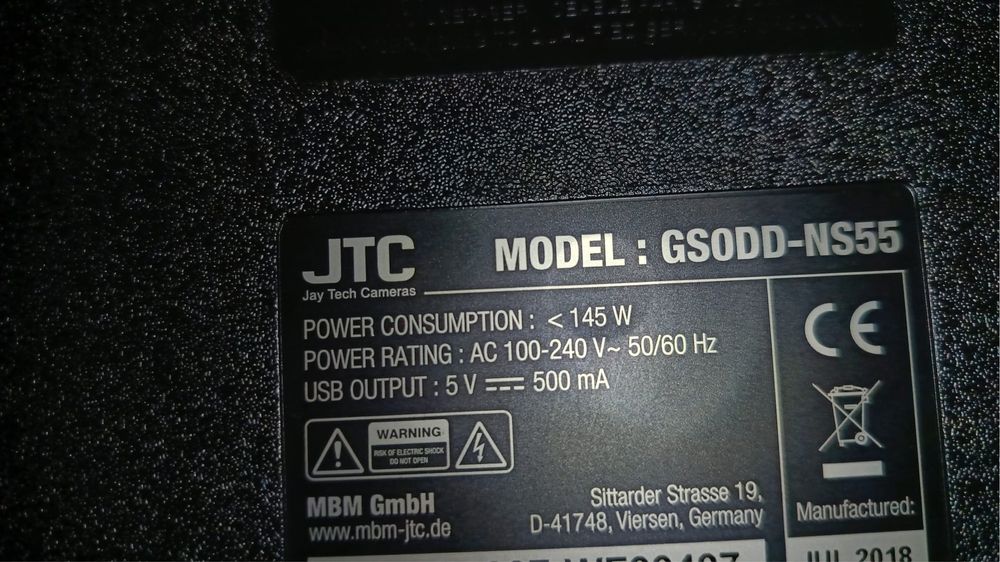 JTC
Jay Tech Cameras
MODEL : GS0DD-NS55
POWER CONSUMPTION : < 145 W
POWER RATING : AC 100-240 V~ 50/60 Hz
USB OUTPUT : 5 V ⎓ 500 mA
WARNING
RISK OF ELECTRIC SHOCK
DO NOT OPEN
MBM GmbH
www.mbm-jtc.de
Sittarder Strasse 19,
D-41748, Viersen, Germany
CE
Manufactured:
JUL 2018